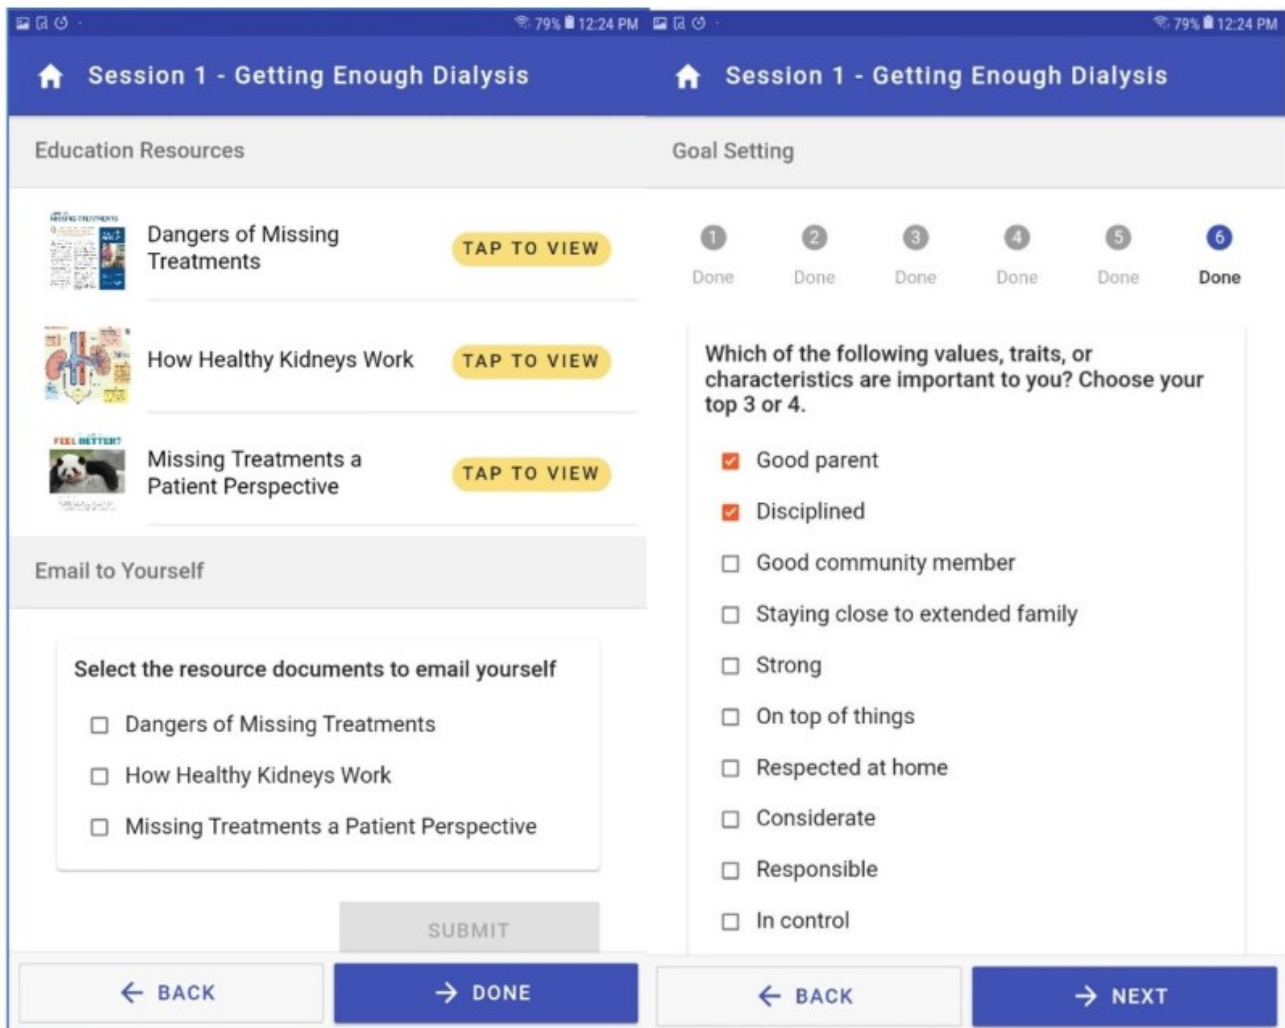 79% 12:24 PM
Session 1 - Getting Enough Dialysis
Education Resources
MISSING TREATMENTS
Dangers of Missing
Treatments
TAP TO VIEW
How Healthy Kidneys Work
TAP TO VIEW
FEEL BETTER?
Missing Treatments a
Patient Perspective
TAP TO VIEW
Email to Yourself
Select the resource documents to email yourself
Dangers of Missing Treatments
How Healthy Kidneys Work
Missing Treatments a Patient Perspective
SUBMIT
BACK
DONE
79% 12:24 PM
Session 1 - Getting Enough Dialysis
Goal Setting
1 2 3 4 5 6
Done Done Done Done Done Done
Which of the following values, traits, or
characteristics are important to you? Choose your
top 3 or 4.
Good parent
Disciplined
Good community member
Staying close to extended family
Strong
On top of things
Respected at home
Considerate
Responsible
In control
BACK
NEXT